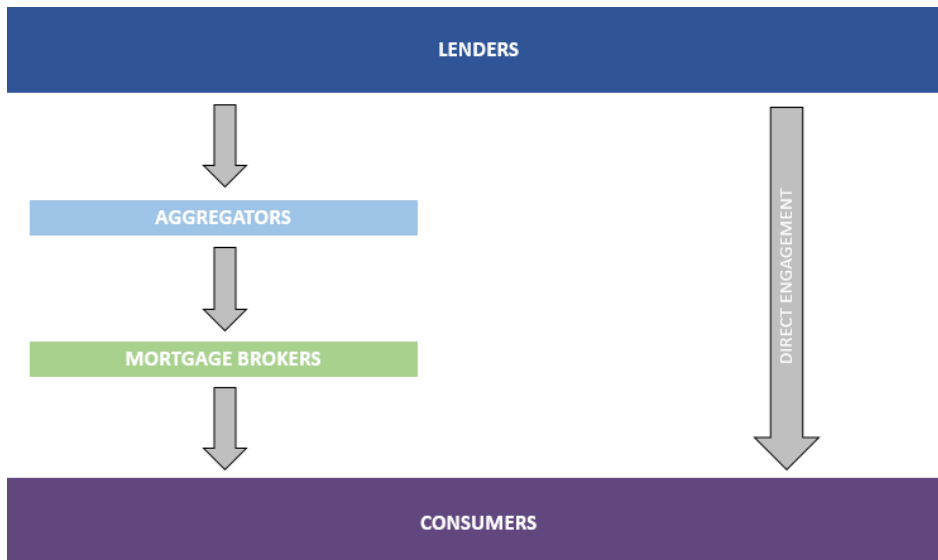 LENDERS
AGGREGATORS
DIRECT ENGAGEMENT
MORTGAGE BROKERS
CONSUMERS